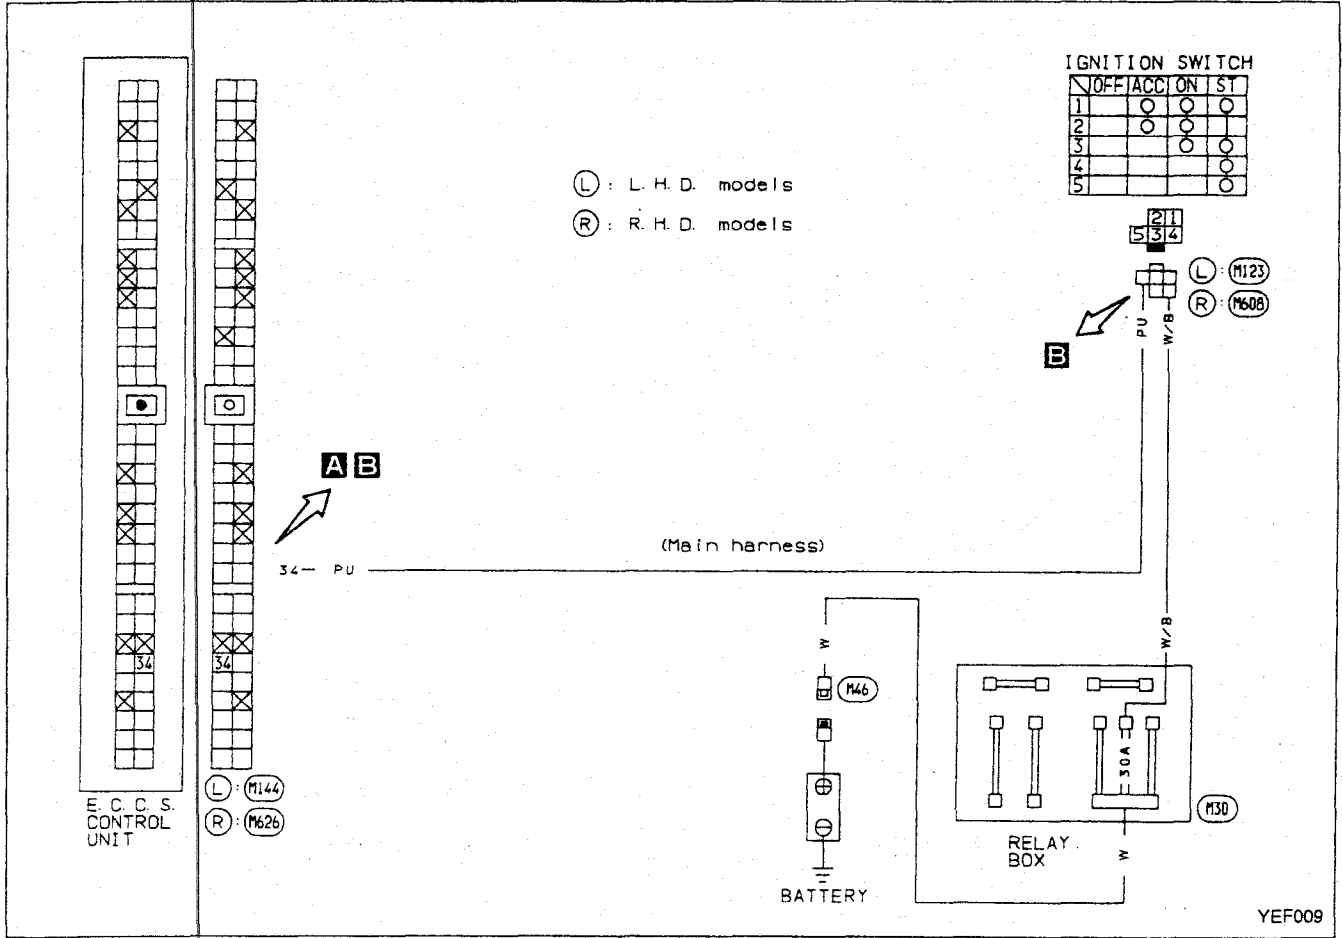 IGNITION SWITCH
OFF ACC ON ST
1
2
3
4
5
L : L. H. D. models
R : R. H. D. models
2 1
5 3 4
L : M123
R : M608
B
PU
W/B
A B
(Main harness)
34 PU
W
W/B
34
34
M46
30A
M30
L : M144
R : M626
E. C. C. S.
CONTROL
UNIT
RELAY
BOX
W
BATTERY
YEF009